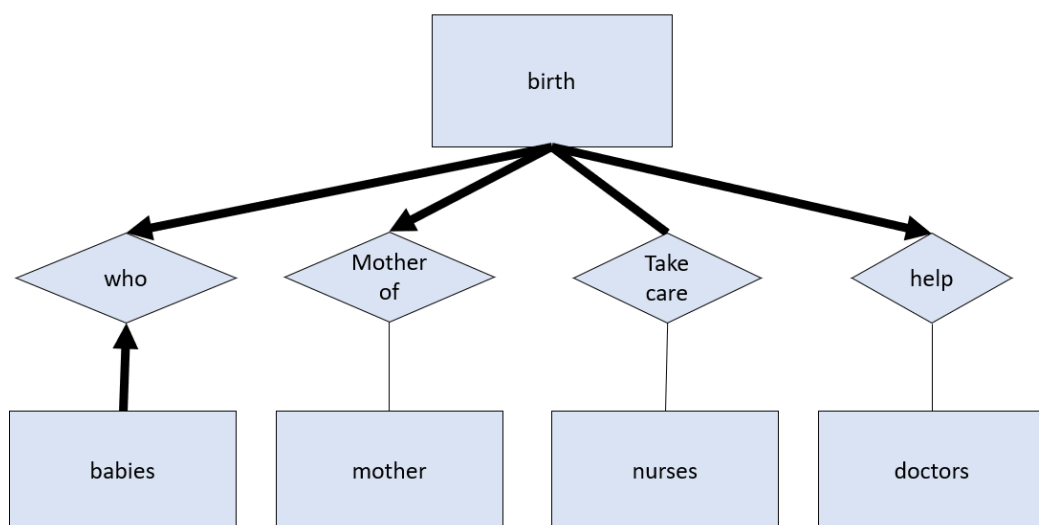 birth
who
Mother
of
Take
care
help
babies
mother
nurses
doctors